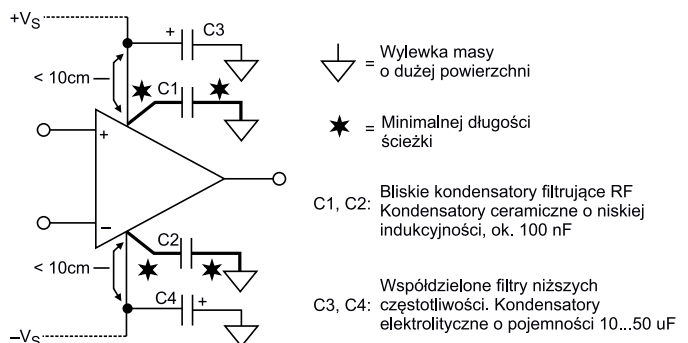 +VS
+
C3
< 10cm
C1
+
−
C2
< 10cm
C4
+
−VS
= Wylewka masy
o dużej powierzchni
= Minimalnej długości
ścieżki
C1, C2: Bliskie kondensatory filtrujące RF
Kondensatory ceramiczne o niskiej
indukcyjności, ok. 100 nF
C3, C4: Współdzielone filtry niższych
częstotliwości. Kondensatory
elektrolityczne o pojemności 10...50 uF